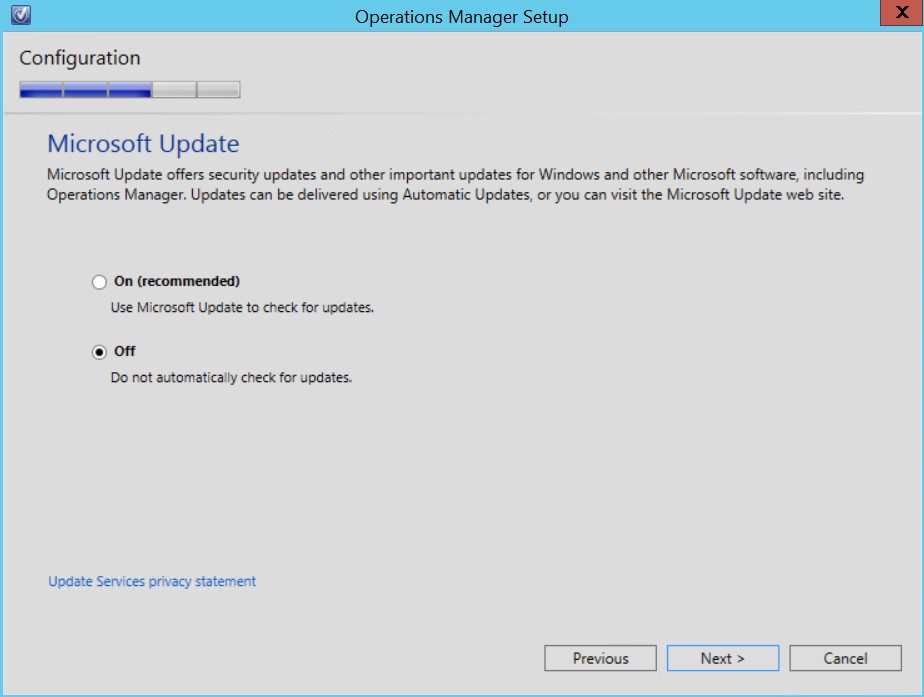 Operations Manager Setup
X
Configuration
Microsoft Update
Microsoft Update offers security updates and other important updates for Windows and other Microsoft software, including
Operations Manager. Updates can be delivered using Automatic Updates, or you can visit the Microsoft Update web site.
On (recommended)
Use Microsoft Update to check for updates.
Off
Do not automatically check for updates.
Update Services privacy statement
Previous
Next >
Cancel